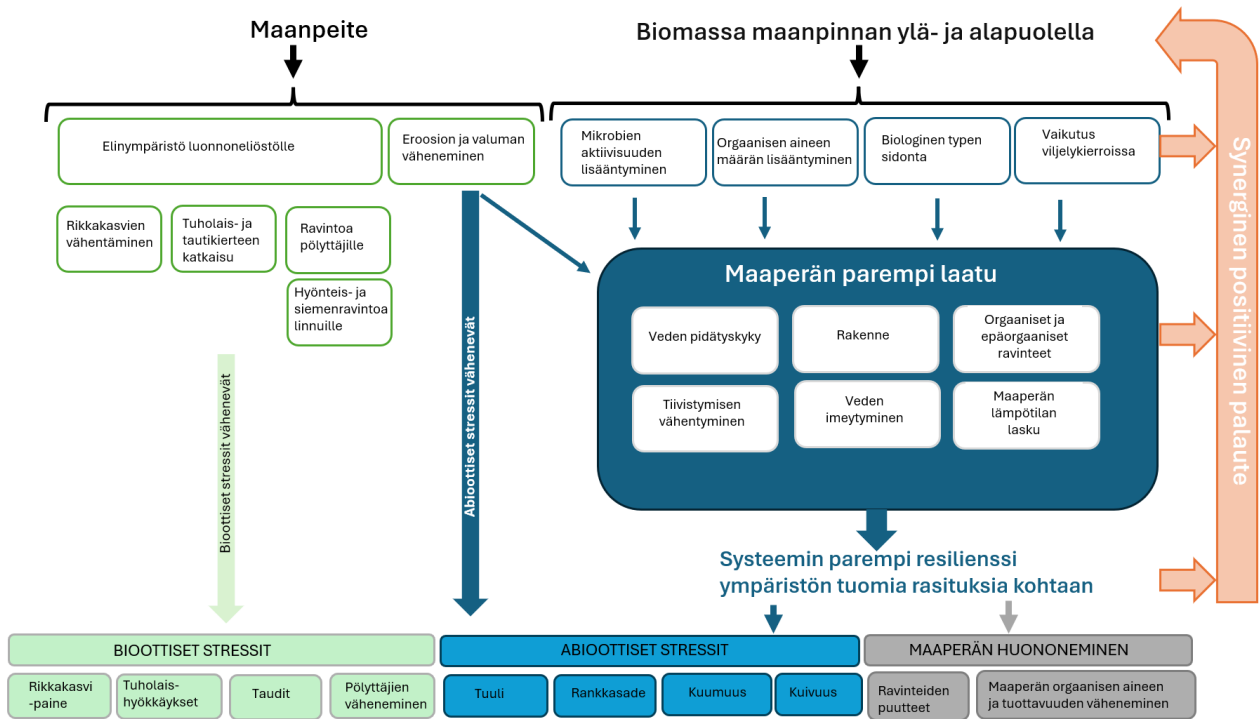 Maanpeite
Biomassa maanpinnan ylä- ja alapuolella
Elinympäristö luonnoneliöstölle
Eroosion ja valuman
väheneminen
Mikrobien
aktiivisuuden
lisääntyminen
Orgaanisen aineen
määrän lisääntyminen
Biologinen typen
sidonta
Vaikutus
viljelykierroissa
Rikkakasvien
vähentäminen
Tuholais- ja
tautikierteen
katkaisu
Ravintoa
pölyttäjille
Hyönteis- ja
siemenravintoa
linnuille
Maaperän parempi laatu
Veden pidätyskyky
Rakenne
Orgaaniset ja
epäorgaaniset
ravinteet
Tiivistymisen
vähentyminen
Veden
imeytyminen
Maaperän
lämpötilan
lasku
Bioottiset stressit vähenevät
Abioottiset stressit vähenevät
Synerginen positiivinen palaute
Systeemin parempi resilienssi
ympäristön tuomia rasituksia kohtaan
BIOOTTISET STRESSIT
ABIOOTTISET STRESSIT
MAAPERÄN HUONONEMINEN
Rikkakasvi
-paine
Tuholais-
hyökkäykset
Taudit
Pölyttäjien
väheneminen
Tuuli
Rankkasade
Kuumuus
Kuivuus
Ravinteiden
puutteet
Maaperän orgaanisen aineen
ja tuottavuuden väheneminen